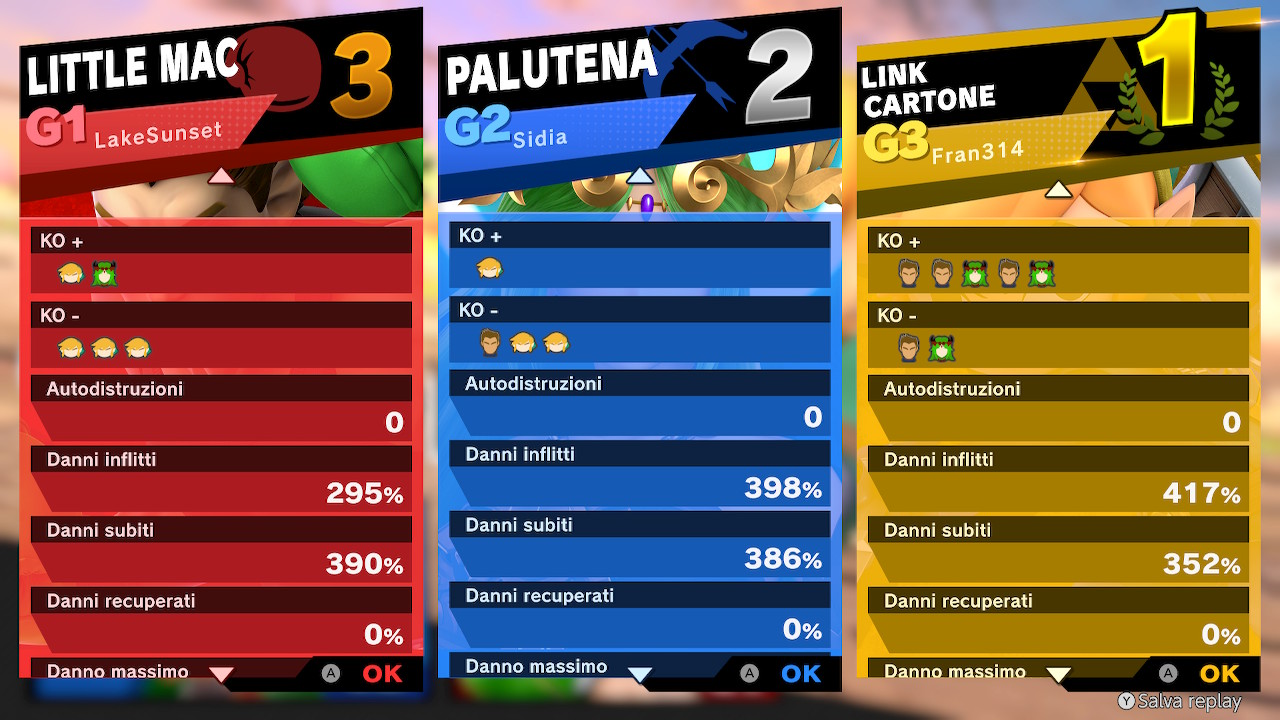 LITTLE MAC
3
G1 LakeSunset
KO +
KO -
Autodistruzioni
0
Danni inflitti
295%
Danni subiti
390%
Danni recuperati
0%
Danno massimo
A OK
PALUTENA
2
G2 Sidia
KO +
KO -
Autodistruzioni
0
Danni inflitti
398%
Danni subiti
386%
Danni recuperati
0%
Danno massimo
A OK
LINK
CARTONE
1
G3 Fran314
KO +
KO -
Autodistruzioni
0
Danni inflitti
417%
Danni subiti
352%
Danni recuperati
0%
Danno massimo
A OK
Y Salva replay